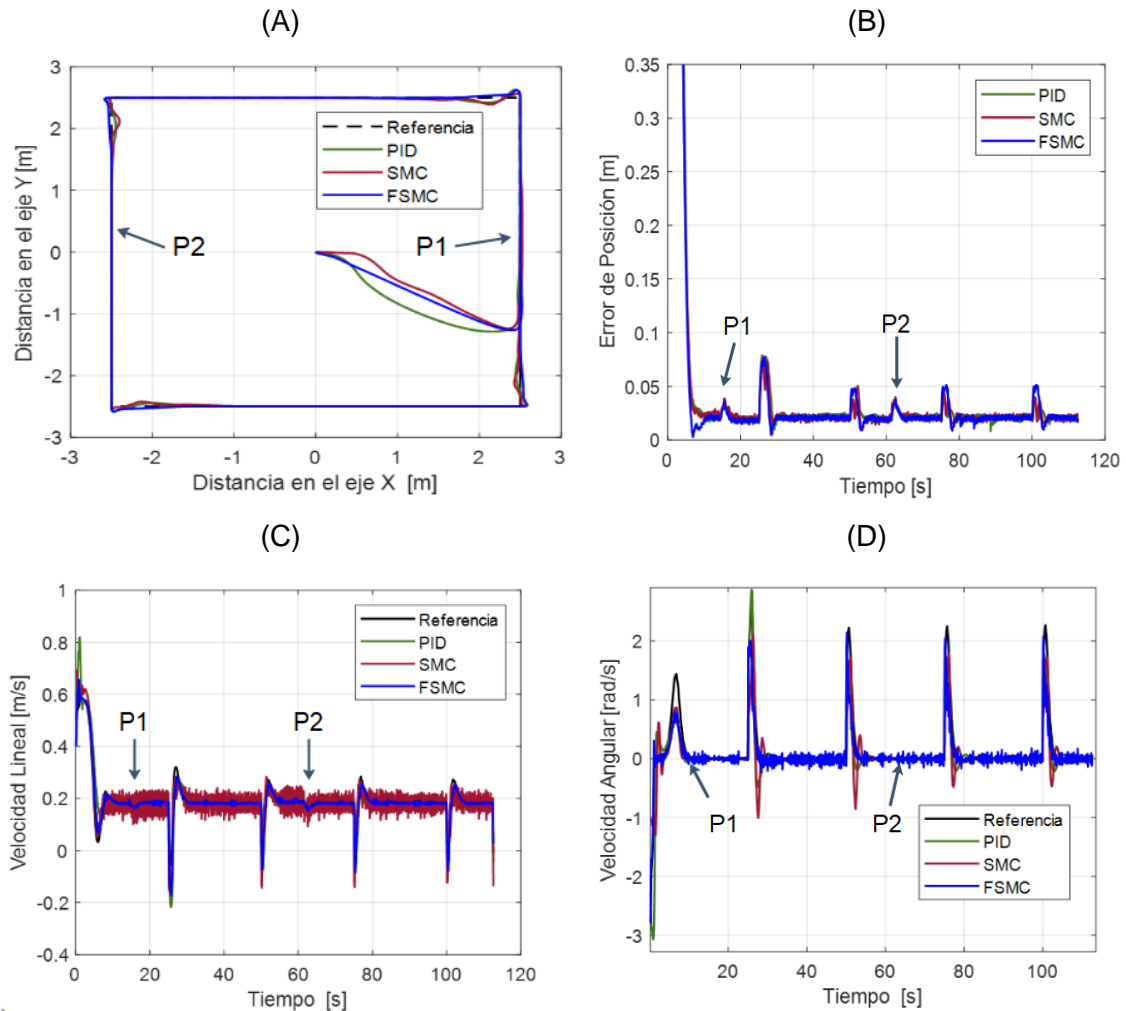 (A)
3
2
1
0
-1
-2
-3
-3
-2
-1
0
1
2
3
Distancia en el eje Y [m]
Distancia en el eje X [m]
Referencia
PID
SMC
FSMC
P2
P1
(B)
0.35
0.3
0.25
0.2
0.15
0.1
0.05
0
0
20
40
60
80
100
120
Error de Posición [m]
Tiempo [s]
PID
SMC
FSMC
P1
P2
(C)
1
0.8
0.6
0.4
0.2
0
-0.2
-0.4
0
20
40
60
80
100
120
Velocidad Lineal [m/s]
Tiempo [s]
Referencia
PID
SMC
FSMC
P1
P2
(D)
2
1
0
-1
-2
-3
20
40
60
80
100
Velocidad Angular [rad/s]
Tiempo [s]
P1
P2
Referencia
PID
SMC
FSMC